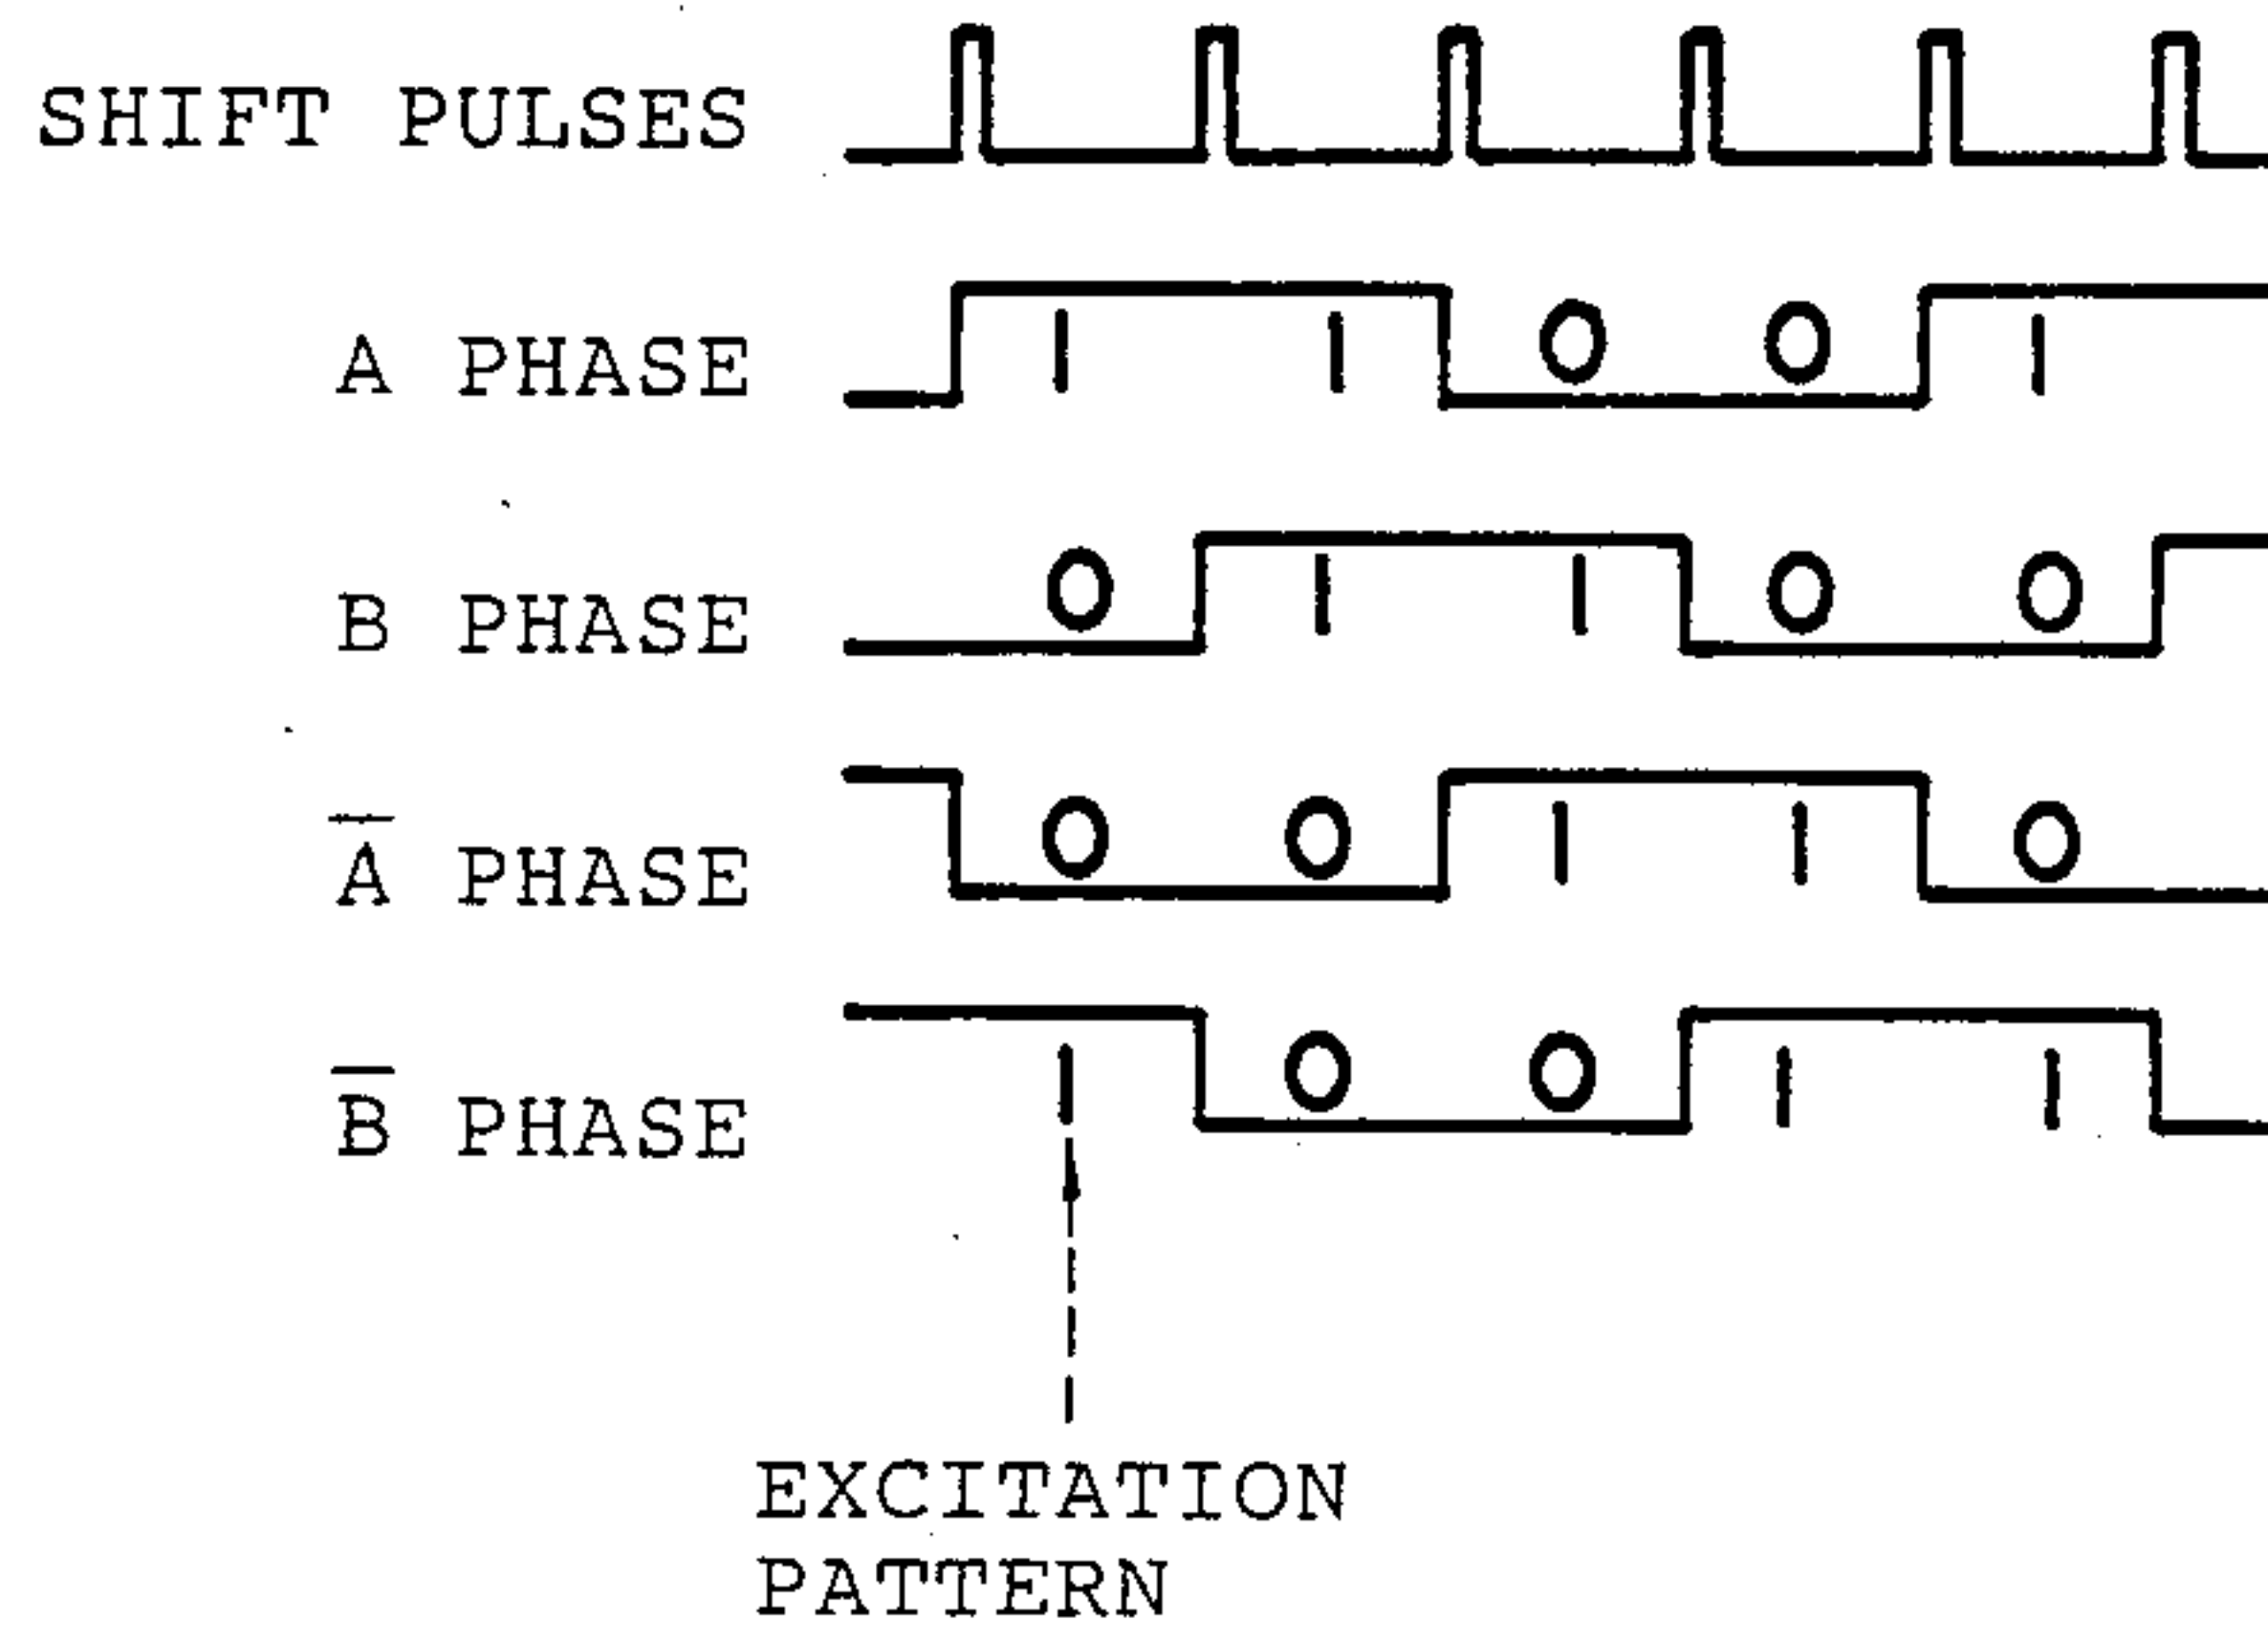 SHIFT PULSES
A PHASE 1 1 0 0 1
B PHASE 0 1 1 0 0
A̅ PHASE 0 0 1 1 0
B̅ PHASE 1 0 0 1 1
EXCITATION
PATTERN